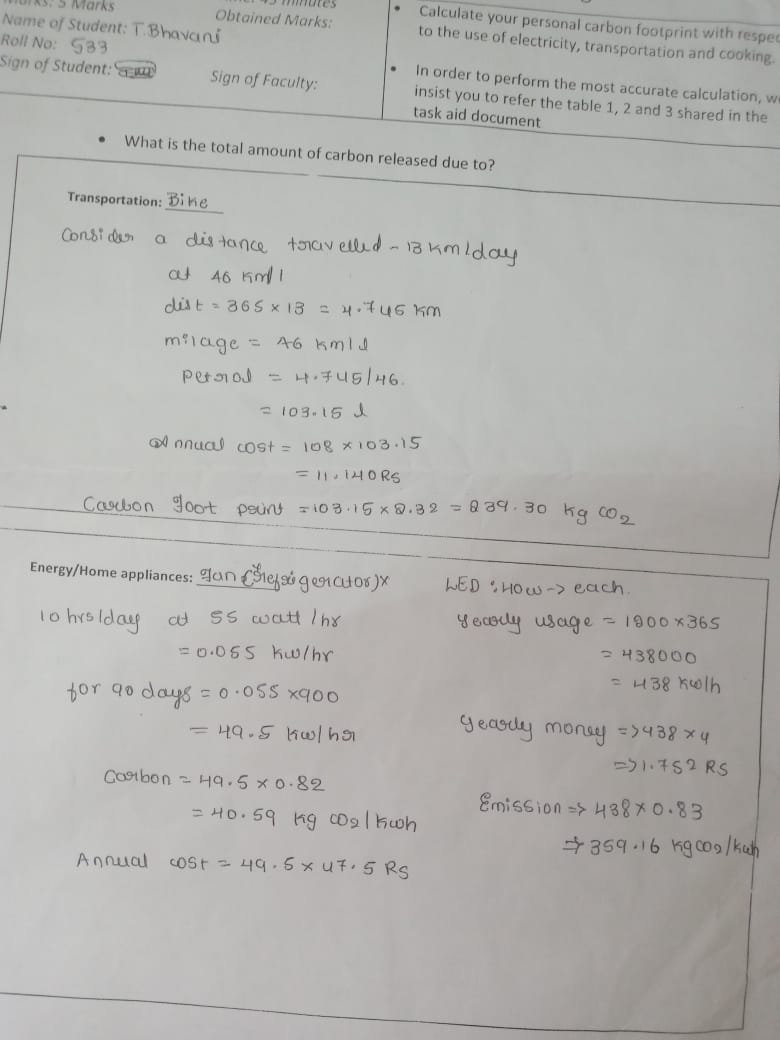 5 Marks
Name of Student: T. Bhavani
Roll No: 533
Sign of Student:
Obtained Marks:
Sign of Faculty:
• Calculate your personal carbon footprint with respec
to the use of electricity, transportation and cooking.
• In order to perform the most accurate calculation, w
insist you to refer the table 1, 2 and 3 shared in the
task aid document
• What is the total amount of carbon released due to?
Transportation: Bike
Consider a distance travelled - 13 km/day
at 46 km/l
dist = 365 × 13 = 4.745 km
milage = 46 km/l
petrol = 4.745/46.
= 103.15 l
Annual cost = 108 × 103.15
= 11.140 RS
Carbon foot print = 103.15 × 2.32 = 239.30 kg CO2
Energy/Home appliances: fan (refrigerator)x
10 hrs/day at 55 watt/hr
= 0.055 kw/hr
for 90 days = 0.055 × 900
= 49.5 kw/hr
Carbon = 49.5 × 0.82
= 40.59 kg CO2/kwh
Annual cost = 49.5 × 47.5 RS
LED : 40w -> each.
yearly usage = 1200 × 365
= 438000
= 438 kw/h
yearly money => 438 × 4
=> 1.752 RS
Emission => 438 × 0.83
=> 359.16 kg CO2/kwh